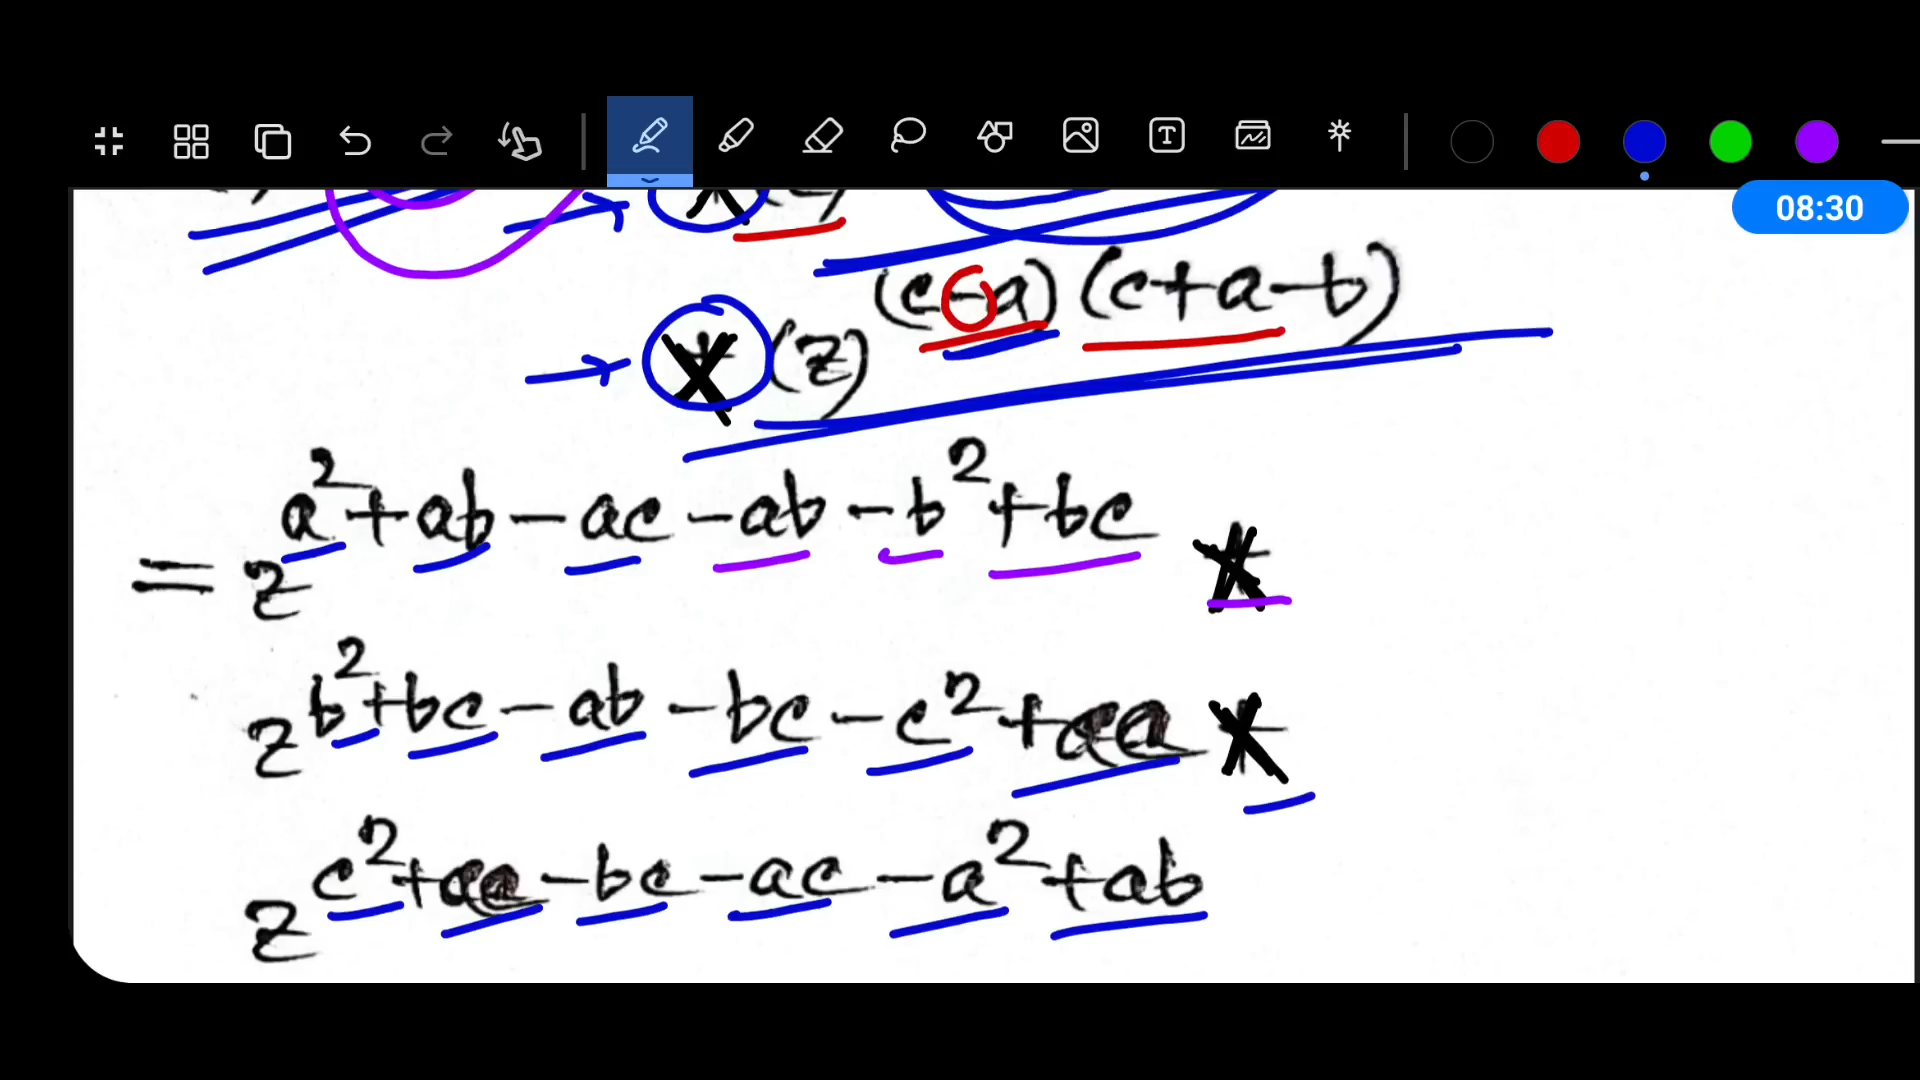 08:30
* (z)^(c-a)(c+a-b)
= z^a²+ab-ac-ab-b²+bc *
z^b²+bc-ab-bc-c²+ca *
z^c²+ca-bc-ac-a²+ab